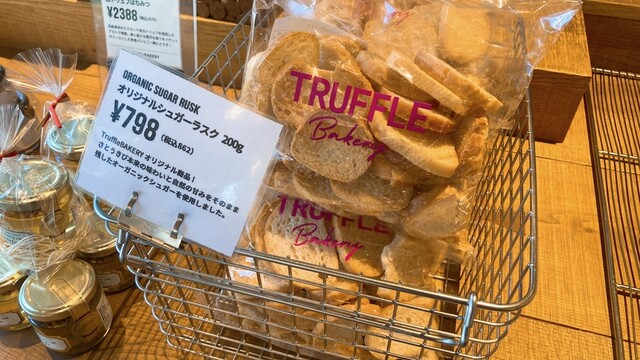 ¥2388
ORGANIC SUGAR RUSK
オリジナルシュガーラスク 200g
¥798 (税込862)
TruffleBAKERY オリジナル商品！
さとうきび本来の味わいと自然の甘みをそのまま
残したオーガニックシュガーを使用しました。
TRUFFLE
Bakery
TRUFFLE
Bakery